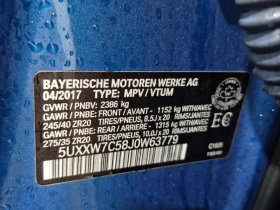 BAYERISCHE MOTOREN WERKE AG
04/2017 TYPE: MPV / VTUM
GVWR / PNBV: 2386 kg
GAWR / PNBE: FRONT / AVANT - 1152 kg WITH/AVEC
245/40 ZR20 TIRES/PNEUS, 8.5J x 20 RIMS/JANTES
GAWR / PNBE: REAR / ARRIERE - 1315 kg WITH/AVEC
275/35 ZR20 TIRES/PNEUS, 10.0J x 20 RIMS/JANTES
5UXXW7C58J0W63779
EC